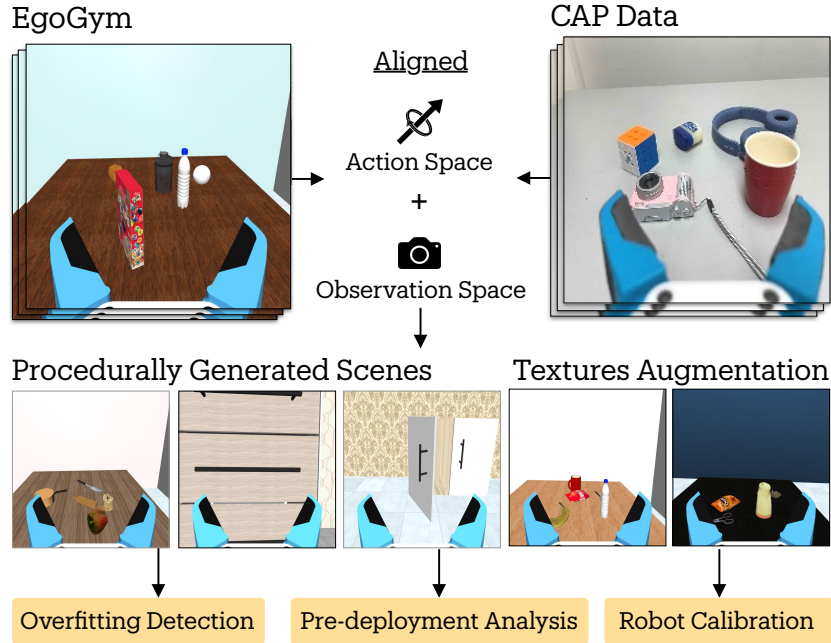 EgoGym
CAP Data
Aligned
Action Space
+
Observation Space
Procedurally Generated Scenes
Textures Augmentation
Overfitting Detection
Pre-deployment Analysis
Robot Calibration